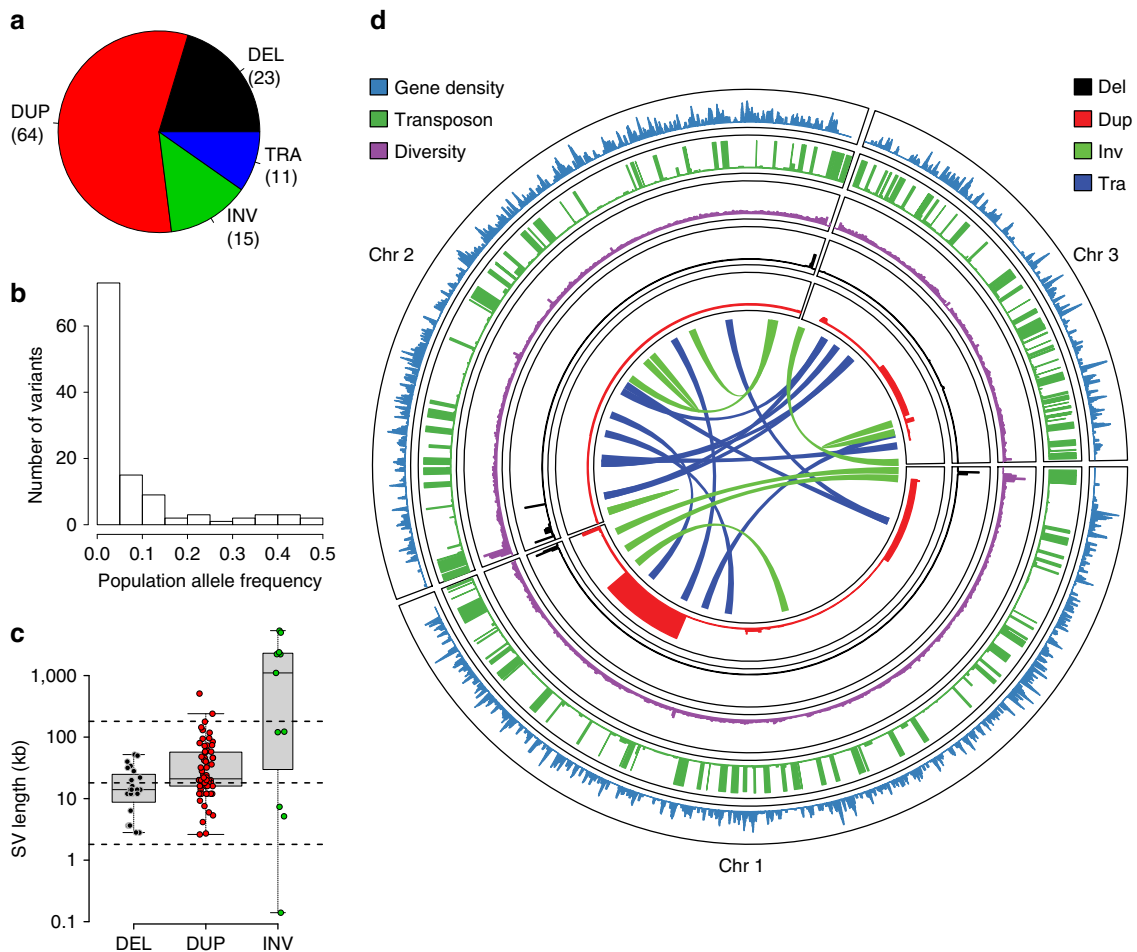 a
DEL
(23)
DUP
(64)
TRA
(11)
INV
(15)
b
Number of variants
60
40
20
0
0.0 0.1 0.2 0.3 0.4 0.5
Population allele frequency
c
SV length (kb)
1,000
100
10
1
0.1
DEL DUP INV
d
Gene density
Transposon
Diversity
Del
Dup
Inv
Tra
Chr 2
Chr 3
Chr 1